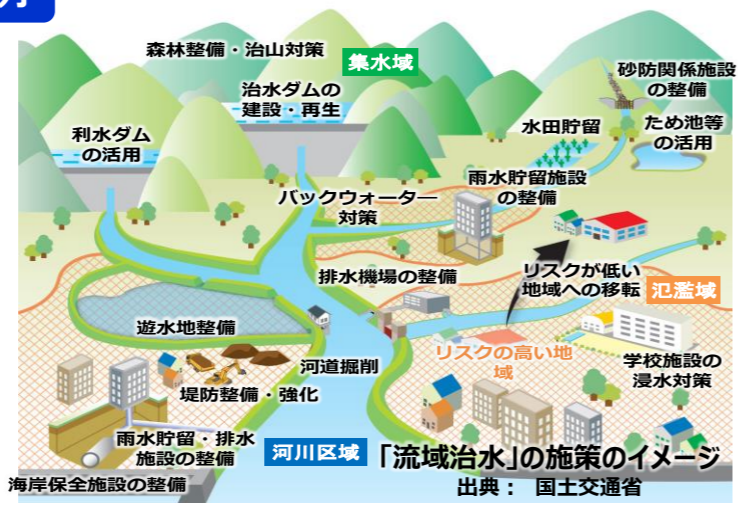 森林整備・治山対策
集水域
治水ダムの
建設・再生
砂防関係施設
の整備
利水ダム
の活用
水田貯留
ため池等
の活用
雨水貯留施設
の整備
バックウォーター
対策
排水機場の整備
リスクが低い
地域への移転
氾濫域
遊水地整備
リスクの高い地
域
学校施設の
浸水対策
河道掘削
堤防整備・強化
雨水貯留・排水
施設の整備
河川区域
「流域治水」の施策のイメージ
海岸保全施設の整備
出典： 国土交通省